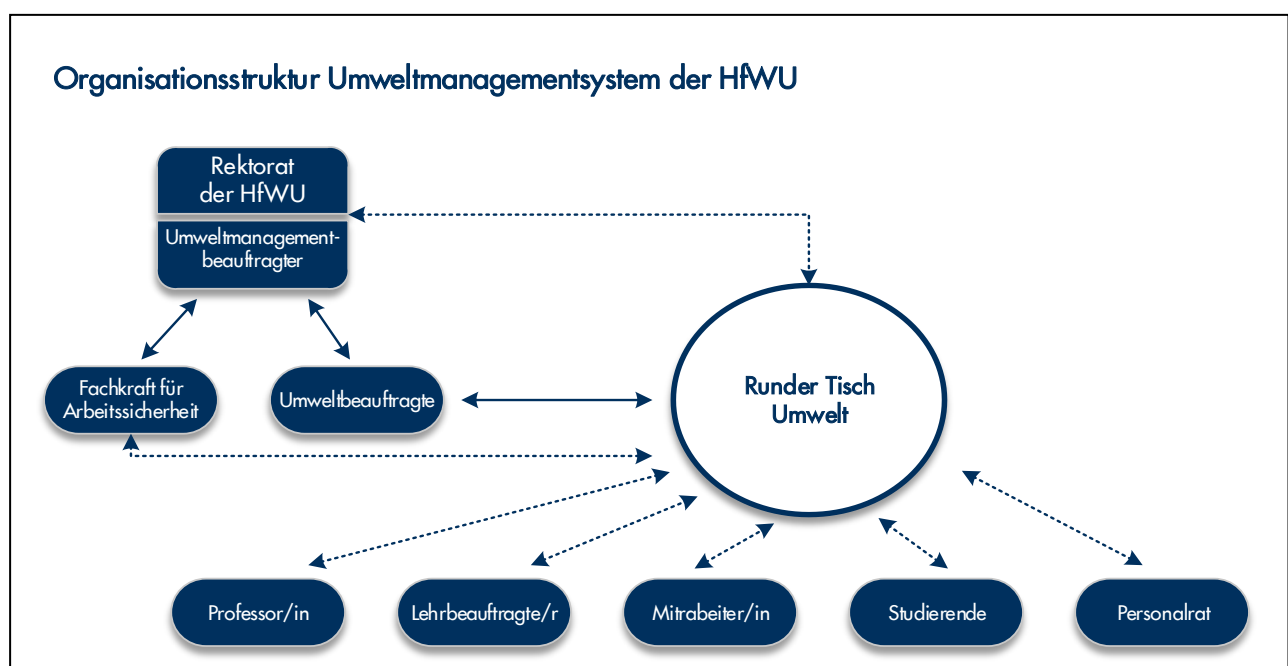 Organisationsstruktur Umweltmanagementsystem der HfWU
Rektorat
der HfWU
Umweltmanagement-
beauftragter
Fachkraft für
Arbeitssicherheit
Umweltbeauftragte
Runder Tisch
Umwelt
Professor/in
Lehrbeauftragte/r
Mitrabeiter/in
Studierende
Personalrat